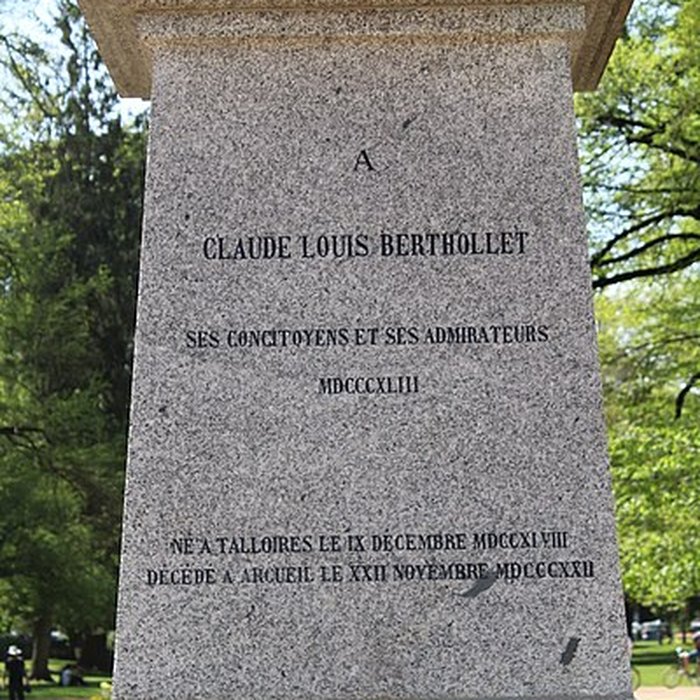 A
CLAUDE LOUIS BERTHOLLET
SES CONCITOYENS ET SES ADMIRATEURS
MDCCCXLIII
NÉ A TALLOIRES LE IX DÉCEMBRE MDCCXLVIII
DÉCÉDÉ A ARCUEIL LE XXII NOVEMBRE MDCCCXXII